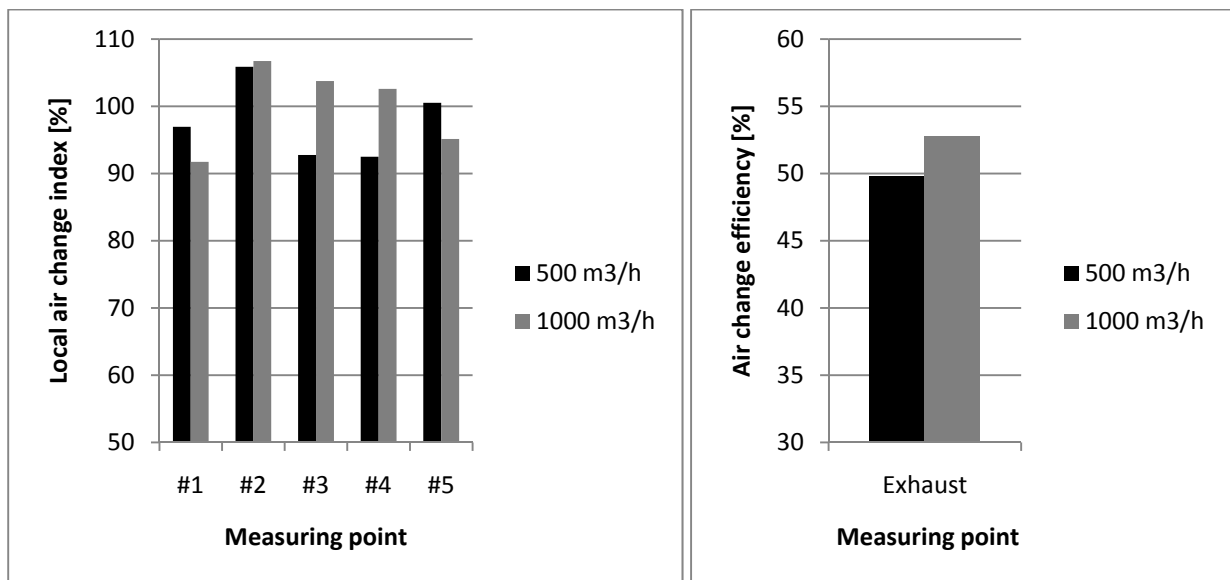 Local air change index [%]
110
100
90
80
70
60
50
#1 #2 #3 #4 #5
Measuring point
500 m3/h
1000 m3/h
Air change efficiency [%]
60
55
50
45
40
35
30
Exhaust
Measuring point
500 m3/h
1000 m3/h